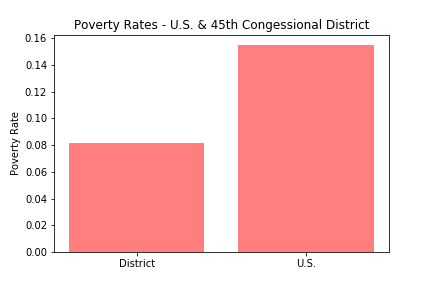 Poverty Rates - U.S. & 45th Congessional District
0.16
0.14
0.12
0.10
0.08
0.06
0.04
0.02
0.00
Poverty Rate
District
U.S.